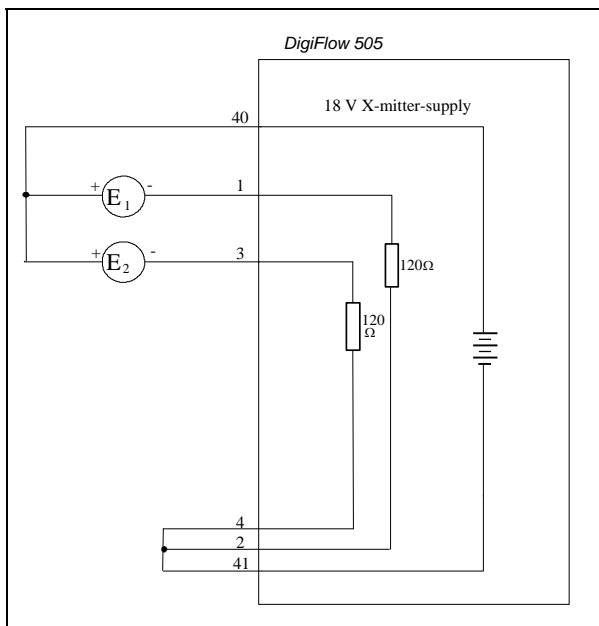 DigiFlow 505
18 V X-mitter-supply
40
+ E1 - 1
+ E2 - 3
120Ω
120
Ω
4
2
41